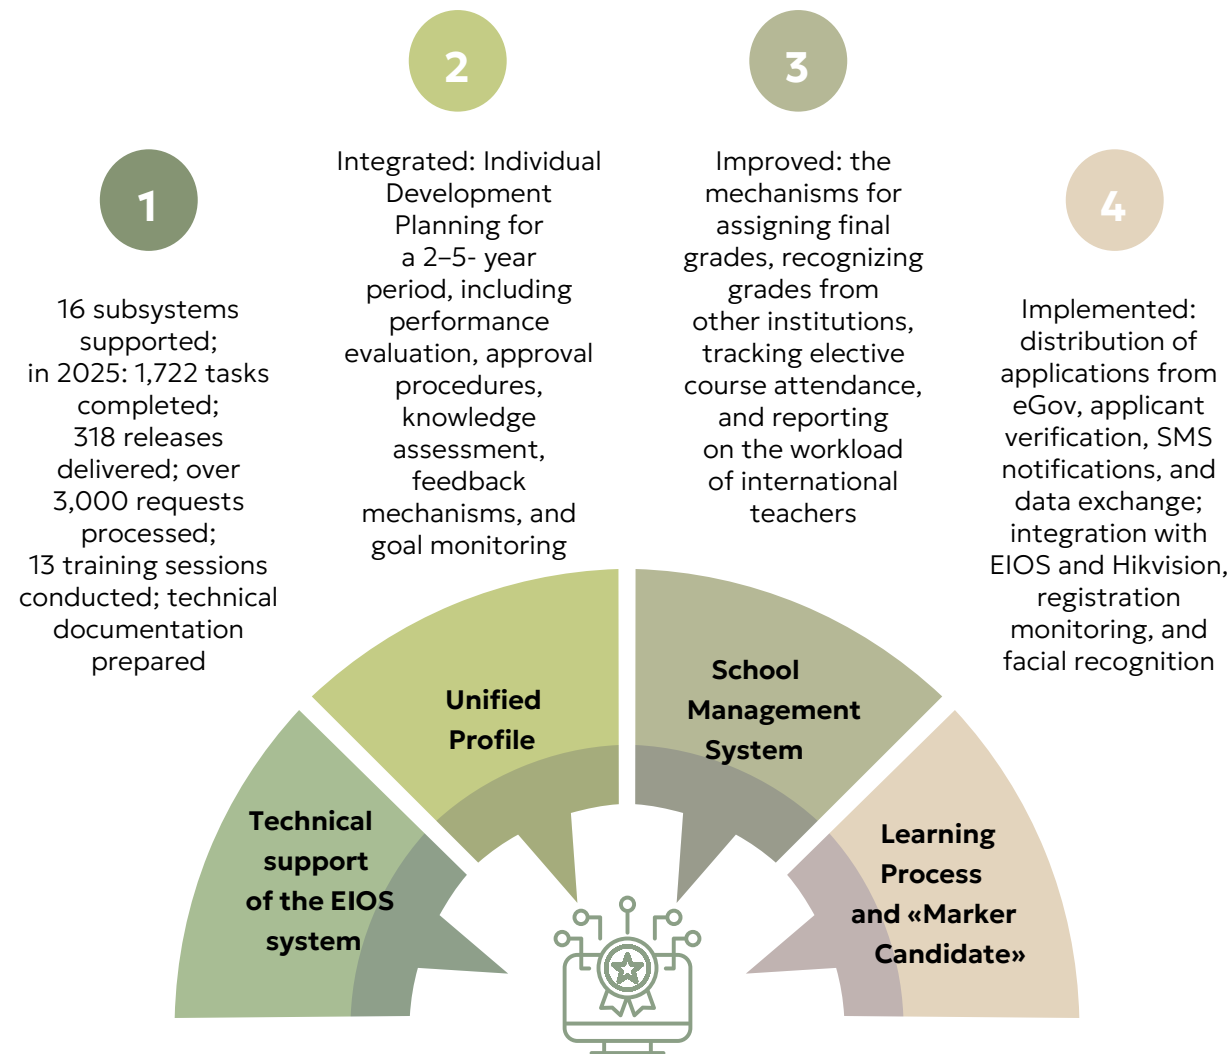 1
16 subsystems
supported;
in 2025: 1,722 tasks
completed;
318 releases
delivered; over
3,000 requests
processed;
13 training sessions
conducted; technical
documentation
prepared
2
Integrated: Individual
Development
Planning for
a 2–5- year
period, including
performance
evaluation, approval
procedures,
knowledge
assessment,
feedback
mechanisms, and
goal monitoring
3
Improved: the
mechanisms for
assigning final
grades, recognizing
grades from
other institutions,
tracking elective
course attendance,
and reporting
on the workload
of international
teachers
4
Implemented:
distribution of
applications from
eGov, applicant
verification, SMS
notifications, and
data exchange;
integration with
EIOS and Hikvision,
registration
monitoring, and
facial recognition
Technical
support
of the EIOS
system
Unified
Profile
School
Management
System
Learning
Process
and «Marker
Candidate»